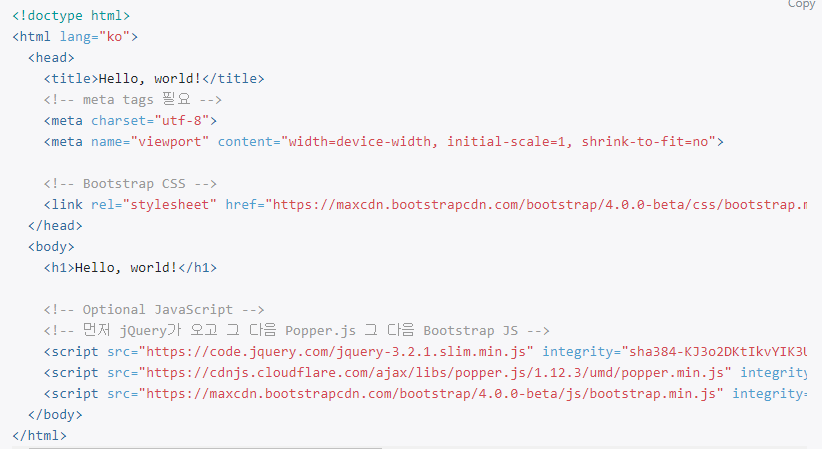 Copy
<!doctype html>
<html lang="ko">
<head>
<title>Hello, world!</title>
<!-- meta tags 필요 -->
<meta charset="utf-8">
<meta name="viewport" content="width=device-width, initial-scale=1, shrink-to-fit=no">
<!-- Bootstrap CSS -->
<link rel="stylesheet" href="https://maxcdn.bootstrapcdn.com/bootstrap/4.0.0-beta/css/bootstrap.m
</head>
<body>
<h1>Hello, world!</h1>
<!-- Optional JavaScript -->
<!-- 먼저 jQuery가 오고 그 다음 Popper.js 그 다음 Bootstrap JS -->
<script src="https://code.jquery.com/jquery-3.2.1.slim.min.js" integrity="sha384-KJ3o2DKtIkvYIK3U
<script src="https://cdnjs.cloudflare.com/ajax/libs/popper.js/1.12.3/umd/popper.min.js" integrity
<script src="https://maxcdn.bootstrapcdn.com/bootstrap/4.0.0-beta/js/bootstrap.min.js" integrity=
</body>
</html>